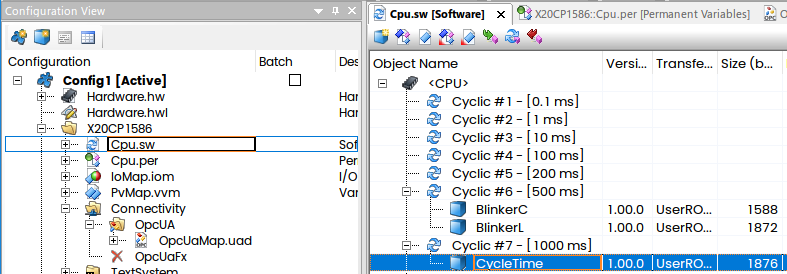 Configuration View
Configuration Batch Des
Config1 [Active]
Hardware.hw Har
Hardware.hwl Har
X20CP1586
Cpu.sw Sof
Cpu.per Per
IoMap.iom I/O
PvMap.vvm Var
Connectivity
OpcUA
OpcUaMap.uad
OpcUaFx
TextSystem
Cpu.sw [Software] X20CP1586::Cpu.per [Permanent Variables] O
Object Name Versi... Transfe... Size (b...
<CPU>
Cyclic #1 - [0.1 ms]
Cyclic #2 - [1 ms]
Cyclic #3 - [10 ms]
Cyclic #4 - [100 ms]
Cyclic #5 - [200 ms]
Cyclic #6 - [500 ms]
BlinkerC 1.00.0 UserRO... 1588
BlinkerL 1.00.0 UserRO... 1872
Cyclic #7 - [1000 ms]
CycleTime 1.00.0 UserRO... 1876